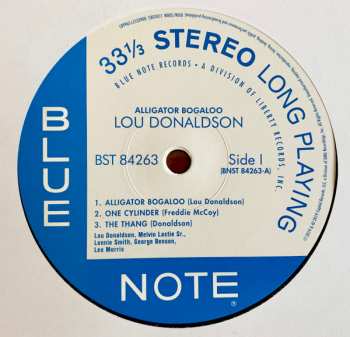 33⅓ STEREO LONG PLAYING
BLUE NOTE RECORDS • A DIVISION OF LIBERTY RECORDS, INC.
ALLIGATOR BOGALOO
LOU DONALDSON
BST 84263
Side I
(BNST 84263-A)
1. ALLIGATOR BOGALOO (Lou Donaldson)
2. ONE CYLINDER (Freddie McCoy)
3. THE THANG (Donaldson)
Lou Donaldson, Melvin Lastie Sr.,
Lonnie Smith, George Benson,
Leo Morris
BLUE
NOTE
®